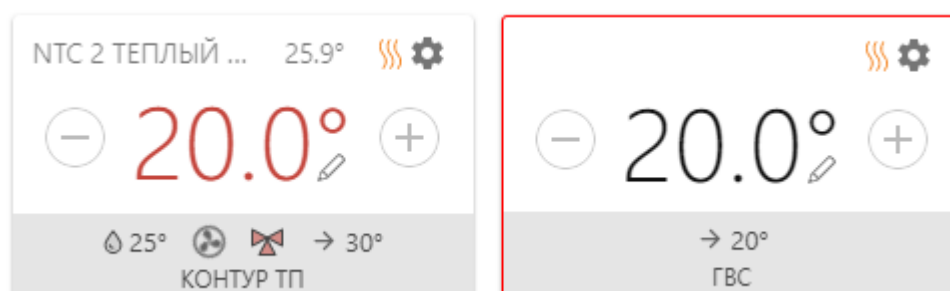 NTC 2 ТЕПЛЫЙ ... 25.9°
20.0°
25° → 30°
КОНТУР ТП
20.0°
→ 20°
ГВС